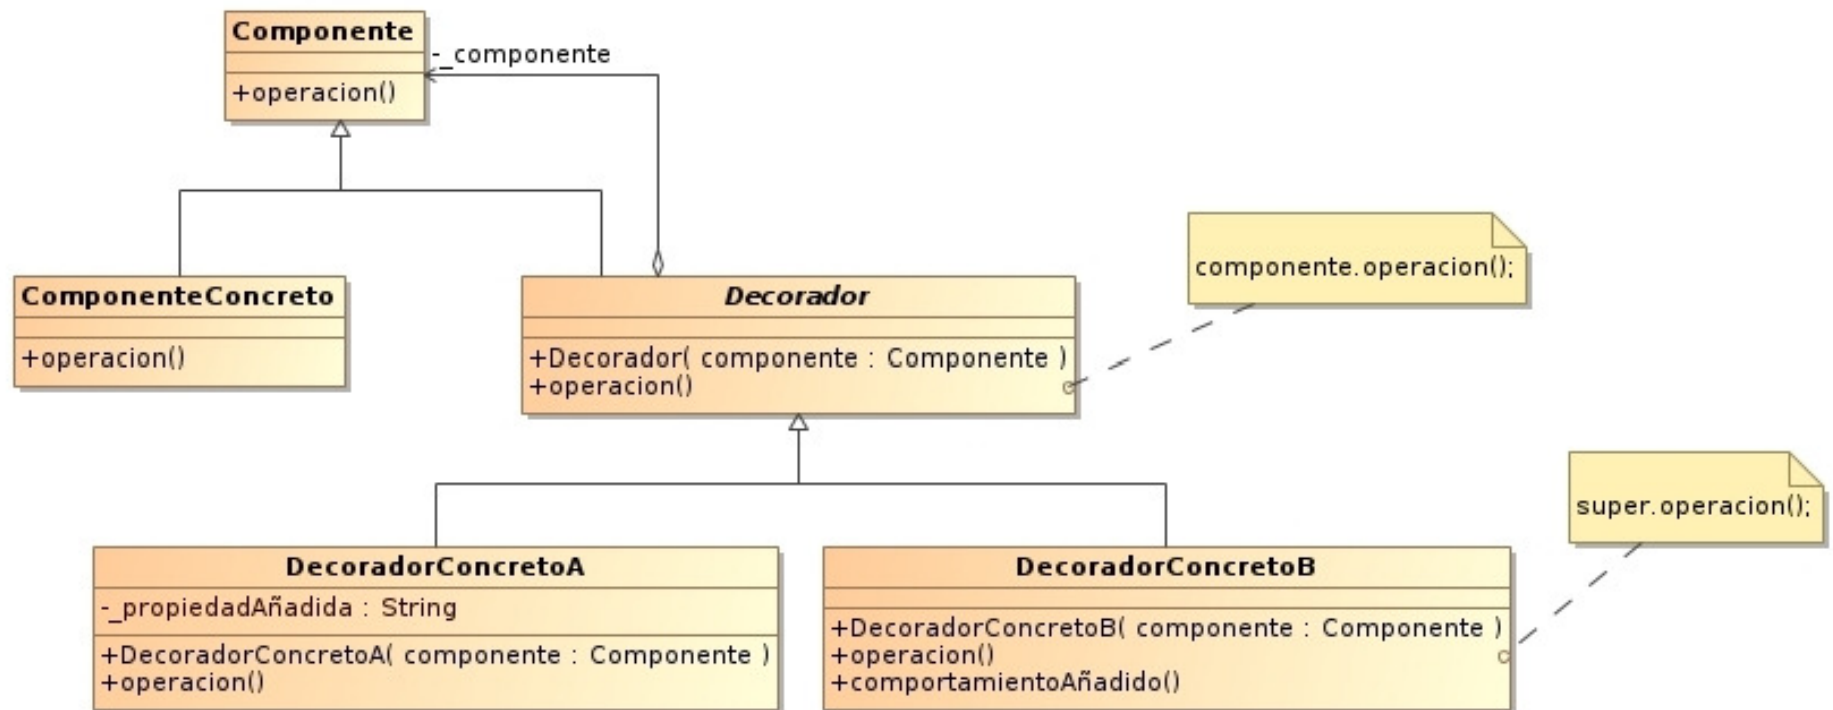 Componente
-_componente
+operacion()
componente.operacion();
ComponenteConcreto
+operacion()
Decorador
+Decorador( componente : Componente )
+operacion()
super.operacion();
DecoradorConcretoA
-_propiedadAñadida : String
+DecoradorConcretoA( componente : Componente )
+operacion()
DecoradorConcretoB
+DecoradorConcretoB( componente : Componente )
+operacion()
+comportamientoAñadido()